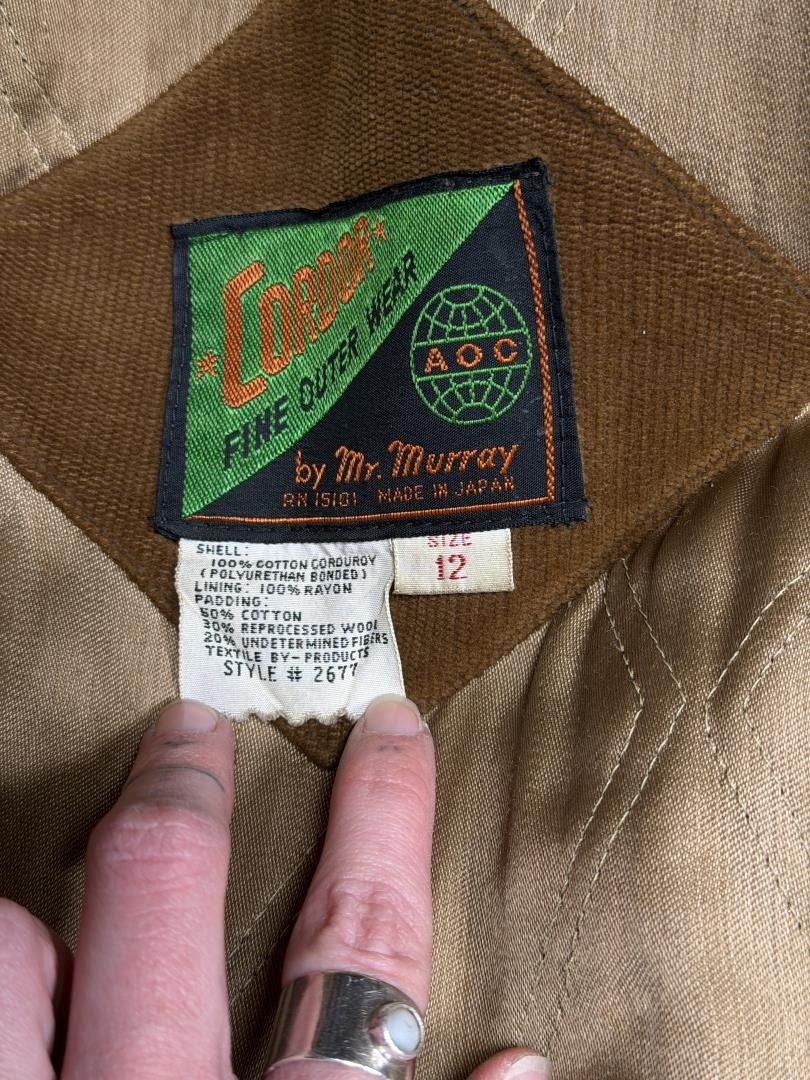 *CORDOR*
FINE OUTER WEAR
AOC
by Mr. Murray
RN 15181 MADE IN JAPAN
SHELL:
100% COTTON CORDUROY
(POLYURETHAN BONDED)
LINING: 100% RAYON
PADDING:
50% COTTON
30% REPROCESSED WOOL
20% UNDETERMINED FIBERS
TEXTILE BY-PRODUCTS
STYLE # 2677
SIZE
12